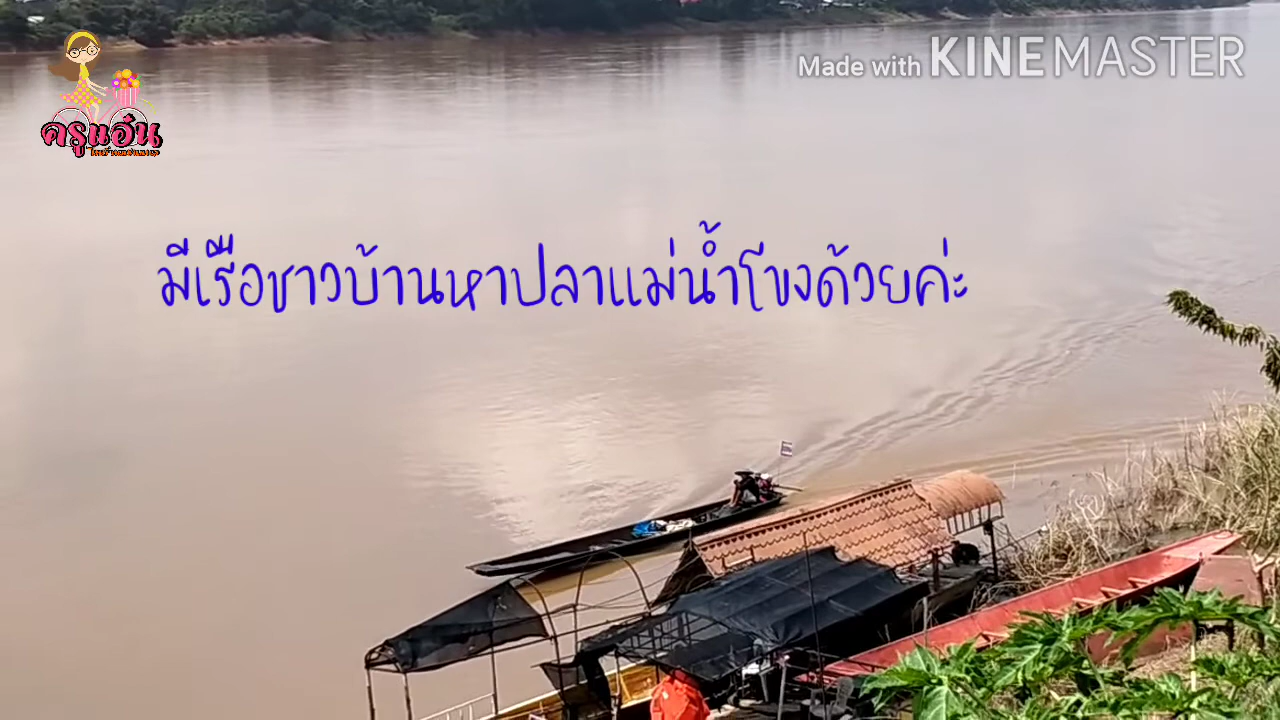 Made with KINEMASTER
ครูแอ๋น
มีเรือชาวบ้านหาปลาแม่น้ำโขงด้วยค่ะ